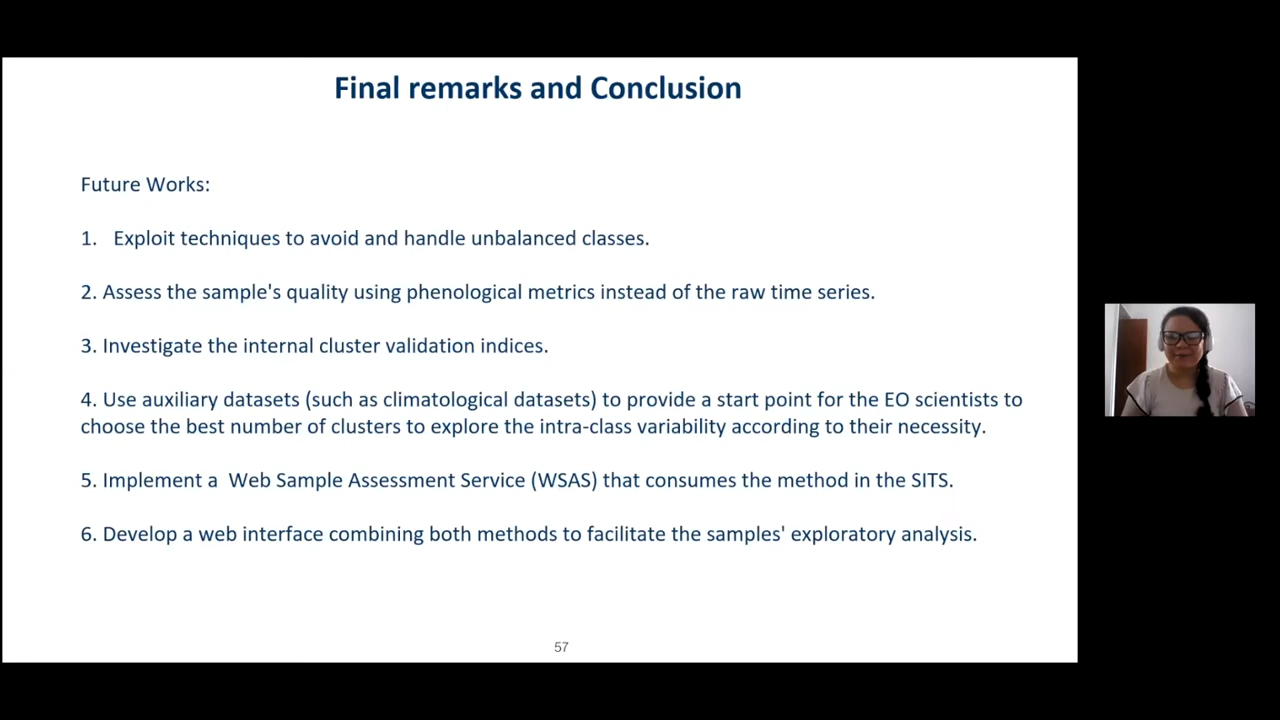 Final remarks and Conclusion
Future Works:
1. Exploit techniques to avoid and handle unbalanced classes.
2. Assess the sample's quality using phenological metrics instead of the raw time series.
3. Investigate the internal cluster validation indices.
4. Use auxiliary datasets (such as climatological datasets) to provide a start point for the EO scientists to
choose the best number of clusters to explore the intra-class variability according to their necessity.
5. Implement a  Web Sample Assessment Service (WSAS) that consumes the method in the SITS.
6. Develop a web interface combining both methods to facilitate the samples' exploratory analysis.
57